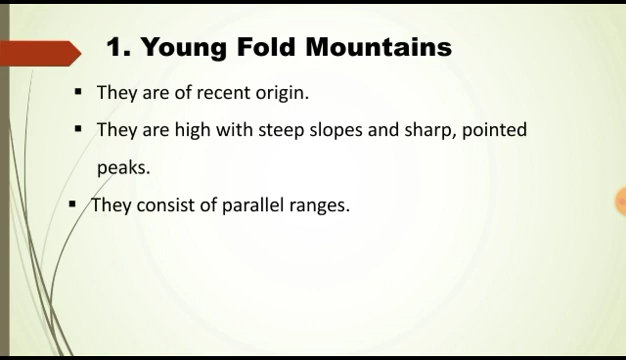 1. Young Fold Mountains
▪ They are of recent origin.
▪ They are high with steep slopes and sharp, pointed
peaks.
▪ They consist of parallel ranges.